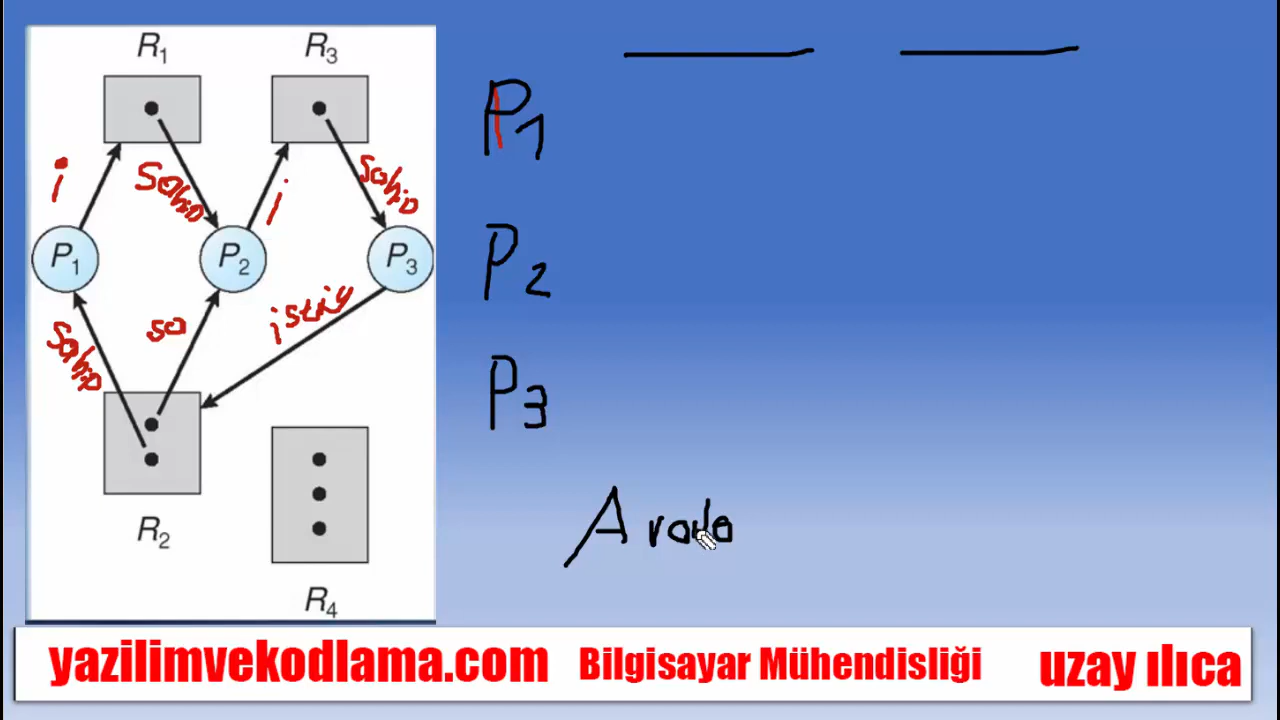 R1 R3
i Sahip i Sahip
P1 P2 P3
Sahip sa istiy
R2
R4
P1
P2
P3
yazilimvekodlama.com Bilgisayar Mühendisliği uzay ılıca